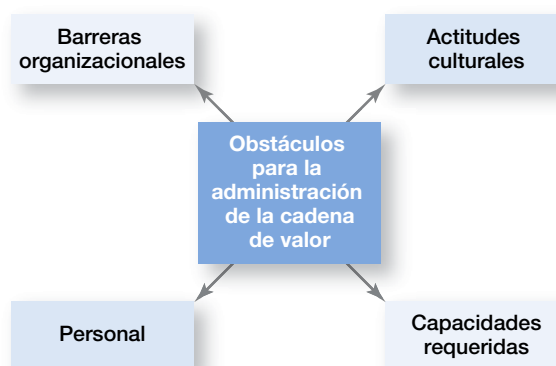 Barreras
organizacionales
Actitudes
culturales
Obstáculos
para la
administración
de la cadena
de valor
Personal
Capacidades
requeridas